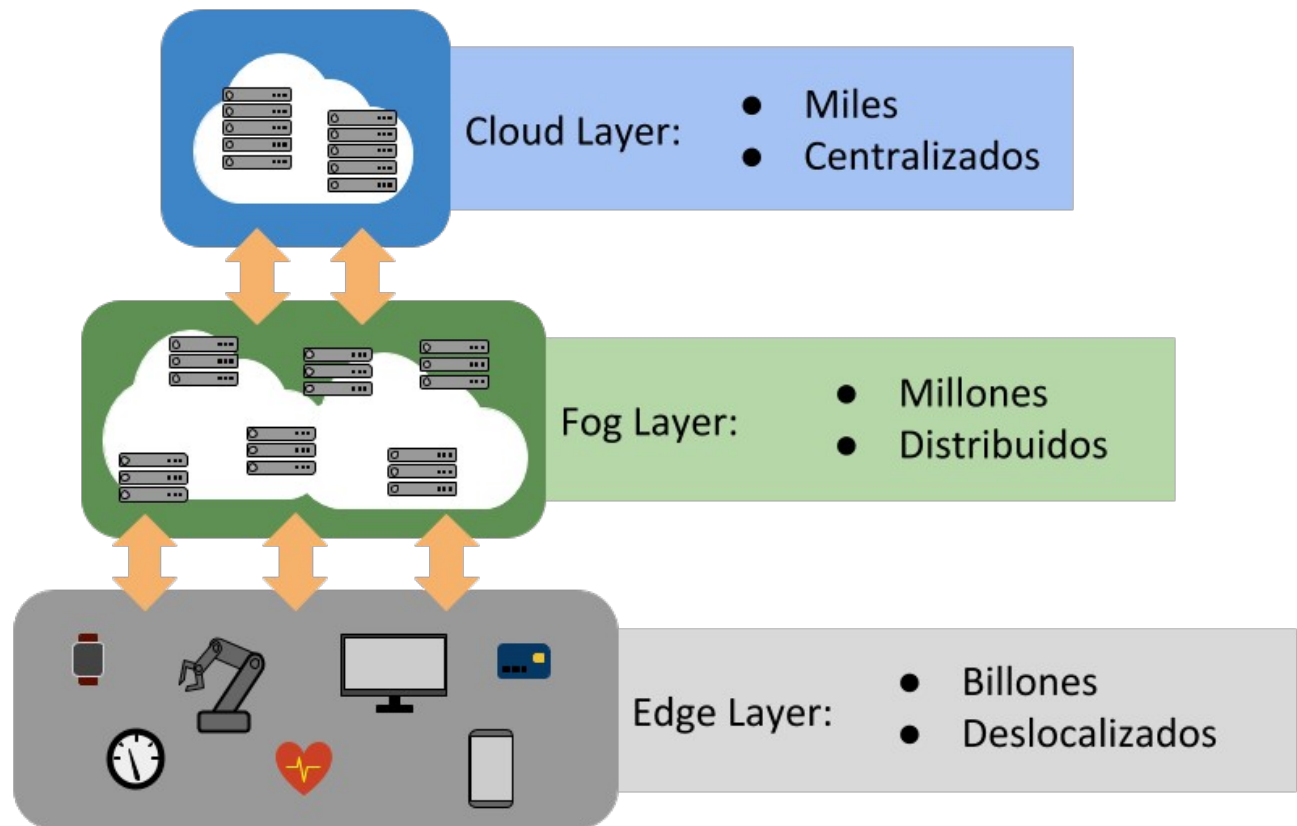 Cloud Layer:
● Miles
● Centralizados
Fog Layer:
● Millones
● Distribuidos
Edge Layer:
● Billones
● Deslocalizados